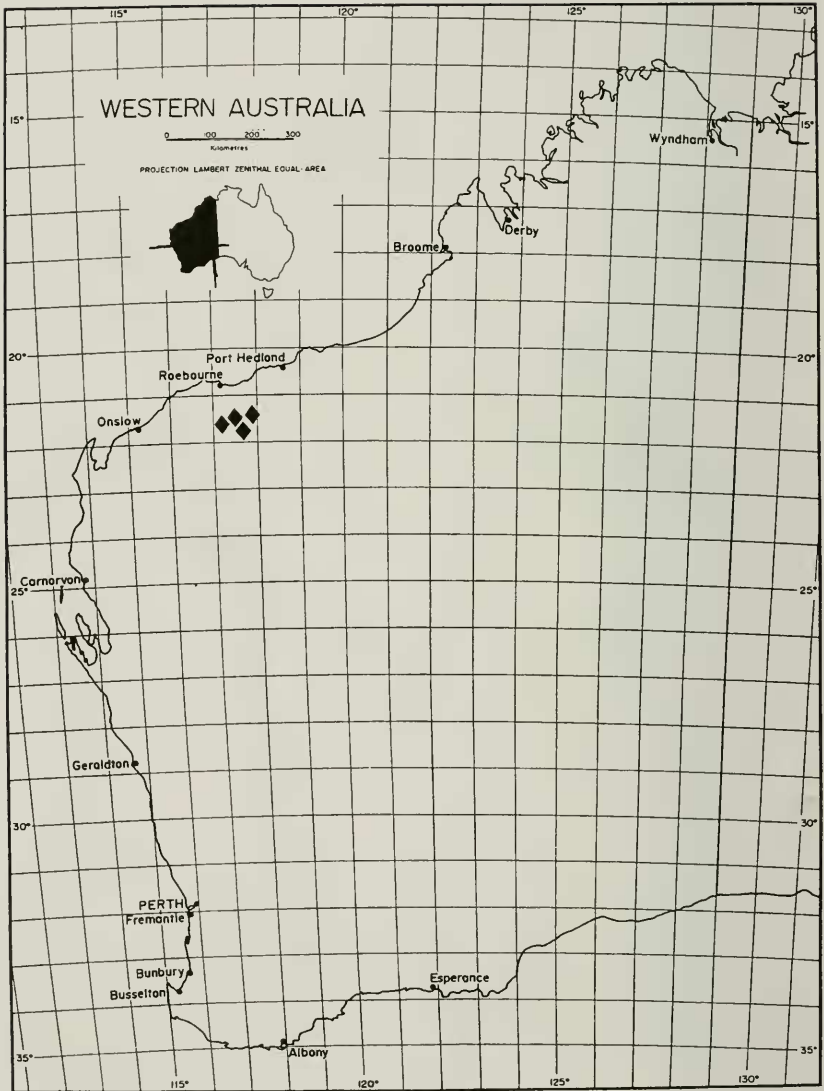 115° 120° 125° 130°
WESTERN AUSTRALIA
0 100 200 300
Kilometres
PROJECTION LAMBERT ZENITHAL EQUAL-AREA
15° 15°
Wyndham
Derby
Broome
20° 20°
Port Hedland
Roebourne
Onslow
Carnarvon
25° 25°
Geraldton
30° 30°
PERTH
Fremantle
Bunbury
Busselton
Esperance
Albany
35° 35°
115° 120° 125° 130°